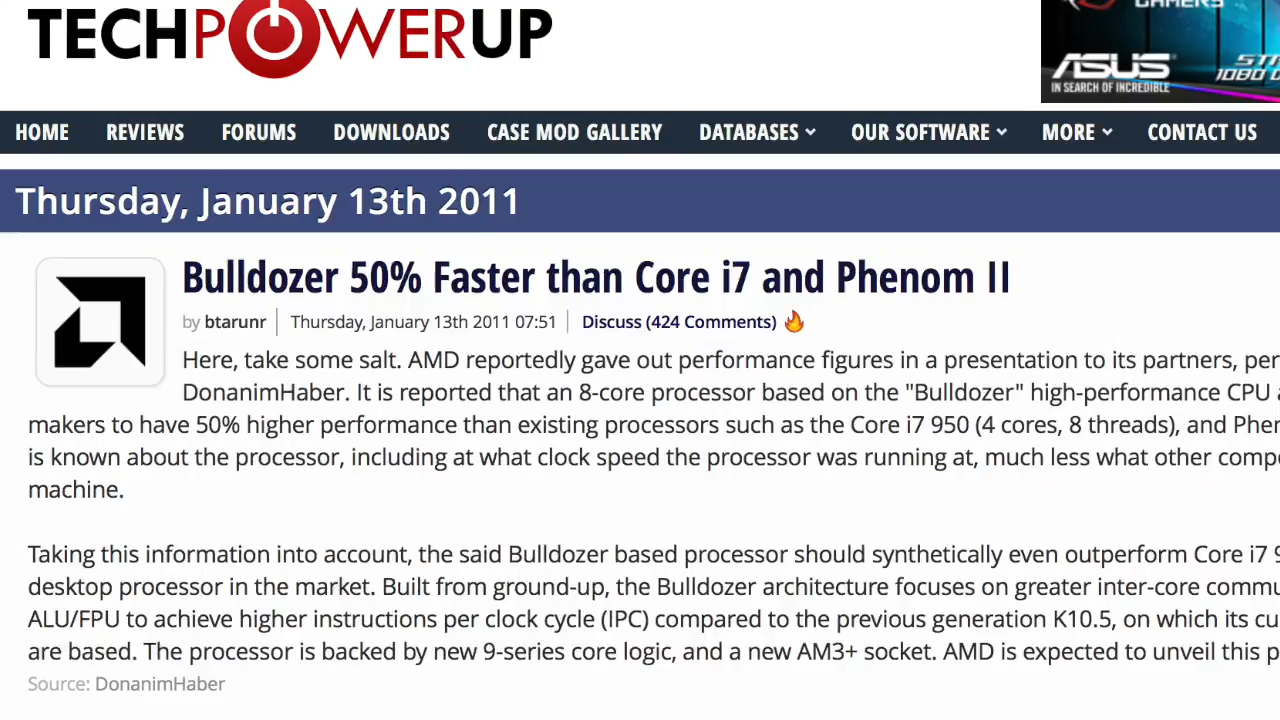 TECHPOWERUP
GAMERS
ASUS
IN SEARCH OF INCREDIBLE
HOME REVIEWS FORUMS DOWNLOADS CASE MOD GALLERY DATABASES OUR SOFTWARE MORE CONTACT US
Thursday, January 13th 2011
Bulldozer 50% Faster than Core i7 and Phenom II
by btarunr Thursday, January 13th 2011 07:51 Discuss (424 Comments)
Here, take some salt. AMD reportedly gave out performance figures in a presentation to its partners, per
DonanimHaber. It is reported that an 8-core processor based on the "Bulldozer" high-performance CPU
makers to have 50% higher performance than existing processors such as the Core i7 950 (4 cores, 8 threads), and
is known about the processor, including at what clock speed the processor was running at, much less what other
machine.
Taking this information into account, the said Bulldozer based processor should synthetically even outperform Core i7
desktop processor in the market. Built from ground-up, the Bulldozer architecture focuses on greater inter-core
ALU/FPU to achieve higher instructions per clock cycle (IPC) compared to the previous generation K10.5, on which its
are based. The processor is backed by new 9-series core logic, and a new AM3+ socket. AMD is expected to unveil this
Source: DonanimHaber